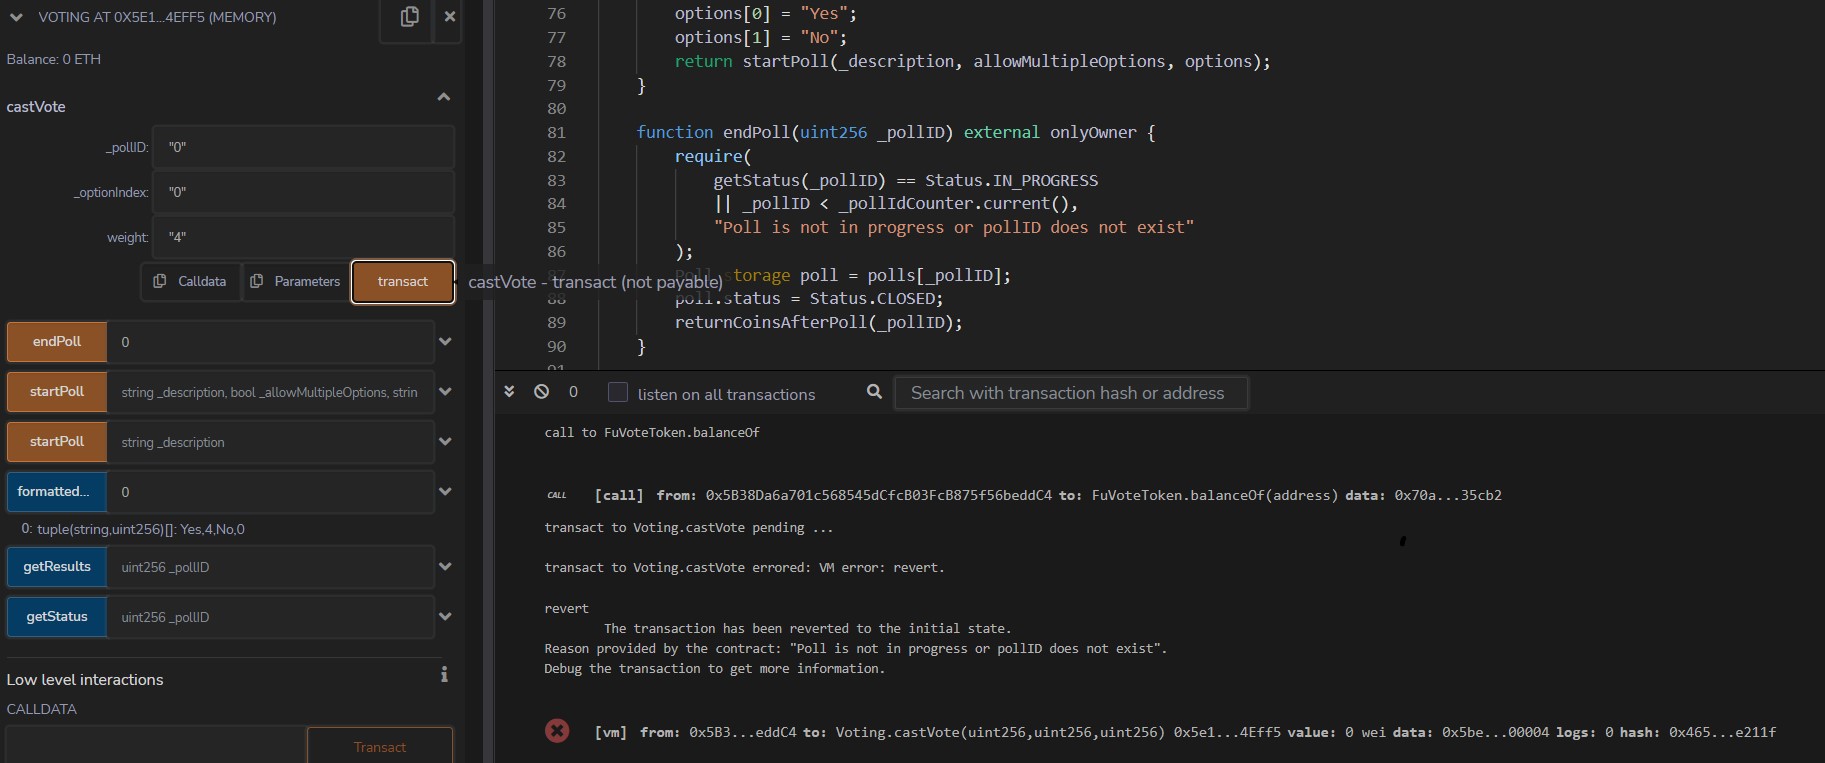 VOTING AT 0X5E1...4EFF5 (MEMORY)
Balance: 0 ETH
castVote
_pollID: "0"
_optionIndex: "0"
weight: "4"
Calldata Parameters transact
castVote - transact (not payable)
endPoll 0
startPoll string _description, bool _allowMultipleOptions, strin
startPoll string _description
formatted... 0
0: tuple(string,uint256)[]: Yes,4,No,0
getResults uint256 _pollID
getStatus uint256 _pollID
Low level interactions
CALLDATA
Transact
76 options[0] = "Yes";
77 options[1] = "No";
78 return startPoll(_description, allowMultipleOptions, options);
79 }
80
81 function endPoll(uint256 _pollID) external onlyOwner {
82 require(
83 getStatus(_pollID) == Status.IN_PROGRESS
84 || _pollID < _pollIdCounter.current(),
85 "Poll is not in progress or pollID does not exist"
86 );
87 Poll storage poll = polls[_pollID];
88 poll.status = Status.CLOSED;
89 returnCoinsAfterPoll(_pollID);
90 }
91
0 listen on all transactions Search with transaction hash or address
call to FuVoteToken.balanceOf
CALL [call] from: 0x5B38Da6a701c568545dCfcB03FcB875f56beddC4 to: FuVoteToken.balanceOf(address) data: 0x70a...35cb2
transact to Voting.castVote pending ...
transact to Voting.castVote errored: VM error: revert.
revert
The transaction has been reverted to the initial state.
Reason provided by the contract: "Poll is not in progress or pollID does not exist".
Debug the transaction to get more information.
[vm] from: 0x5B3...eddC4 to: Voting.castVote(uint256,uint256,uint256) 0x5e1...4Eff5 value: 0 wei data: 0x5be...00004 logs: 0 hash: 0x465...e211f